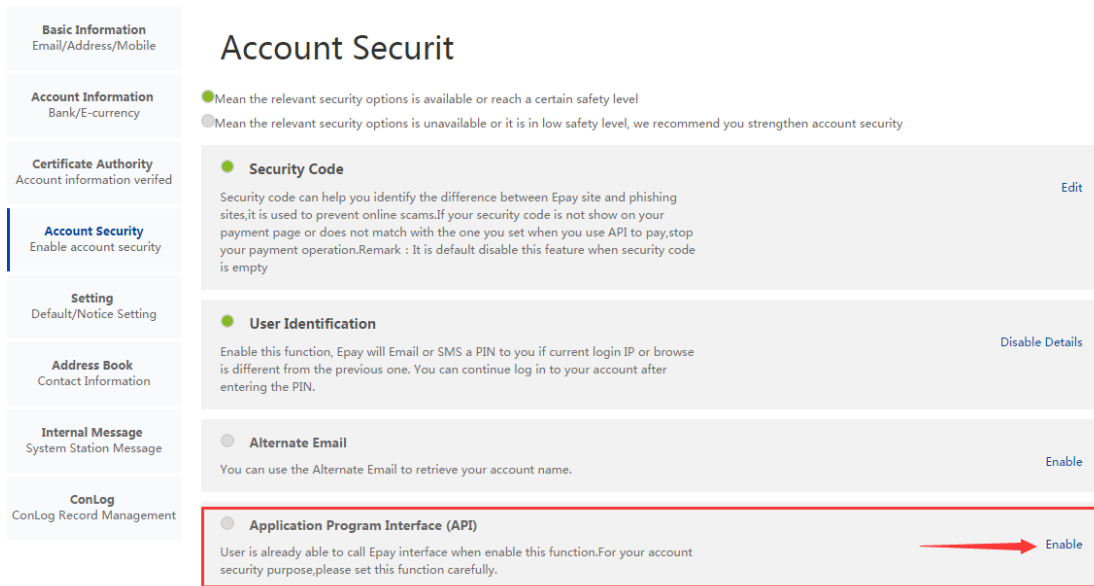 Basic Information
Email/Address/Mobile
Account Information
Bank/E-currency
Certificate Authority
Account information verifed
Account Security
Enable account security
Setting
Default/Notice Setting
Address Book
Contact Information
Internal Message
System Station Message
ConLog
ConLog Record Management
Account Securit
Mean the relevant security options is available or reach a certain safety level
Mean the relevant security options is unavailable or it is in low safety level, we recommend you strengthen account security
Security Code
Security code can help you identify the difference between Epay site and phishing
sites,it is used to prevent online scams.If your security code is not show on your
payment page or does not match with the one you set when you use API to pay,stop
your payment operation.Remark：It is default disable this feature when security code
is empty
Edit
User Identification
Enable this function, Epay will Email or SMS a PIN to you if current login IP or browse
is different from the previous one. You can continue log in to your account after
entering the PIN.
Disable Details
Alternate Email
You can use the Alternate Email to retrieve your account name.
Enable
Application Program Interface (API)
User is already able to call Epay interface when enable this function.For your account
security purpose,please set this function carefully.
Enable